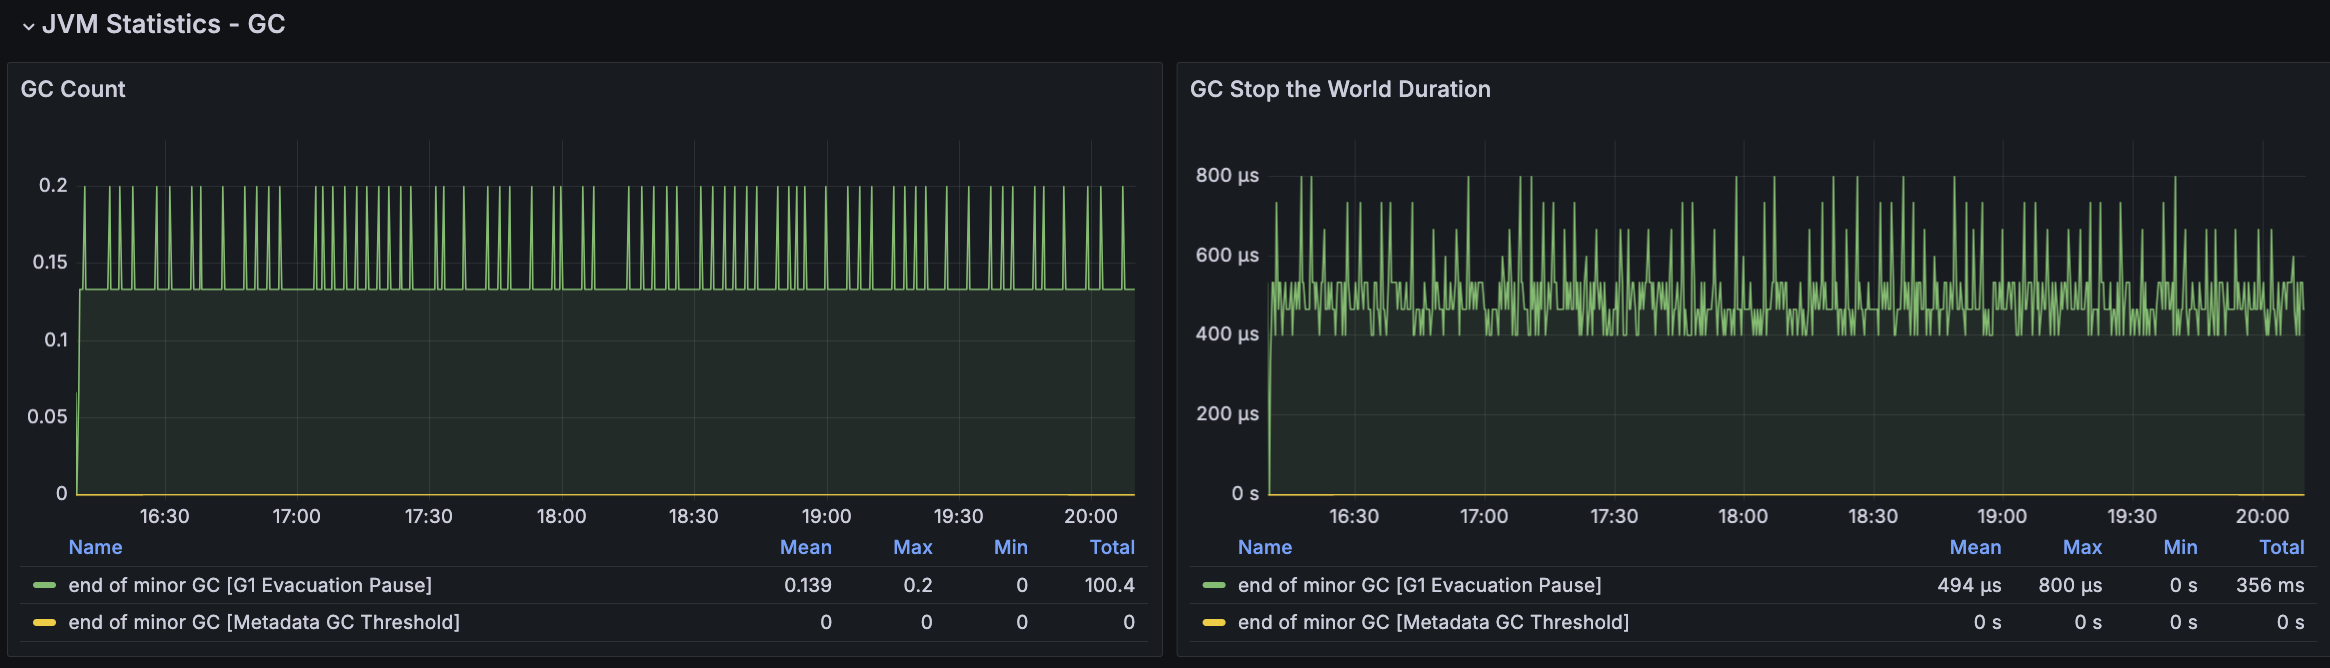 JVM Statistics - GC
GC Count
0.2
0.15
0.1
0.05
0
16:30 17:00 17:30 18:00 18:30 19:00 19:30 20:00
Name Mean Max Min Total
end of minor GC [G1 Evacuation Pause] 0.139 0.2 0 100.4
end of minor GC [Metadata GC Threshold] 0 0 0 0
GC Stop the World Duration
800 µs
600 µs
400 µs
200 µs
0 s
16:30 17:00 17:30 18:00 18:30 19:00 19:30 20:00
Name Mean Max Min Total
end of minor GC [G1 Evacuation Pause] 494 µs 800 µs 0 s 356 ms
end of minor GC [Metadata GC Threshold] 0 s 0 s 0 s 0 s